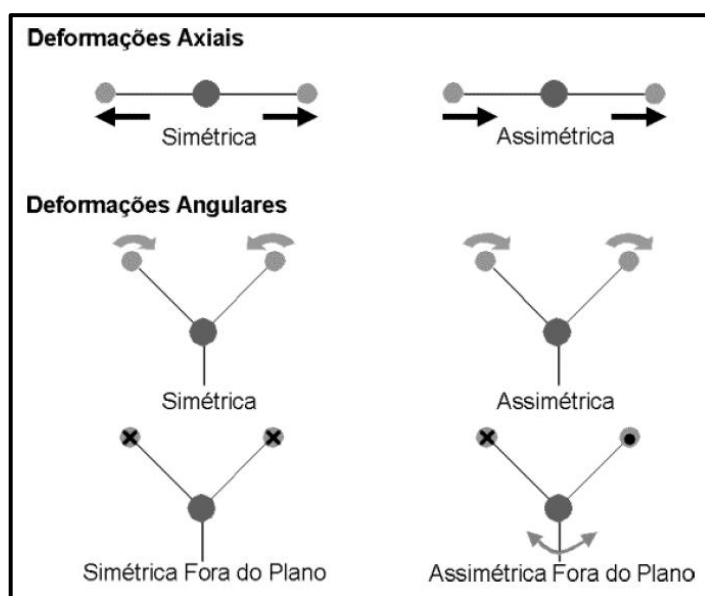 Deformações Axiais
Simétrica
Assimétrica
Deformações Angulares
Simétrica
Assimétrica
Simétrica Fora do Plano
Assimétrica Fora do Plano